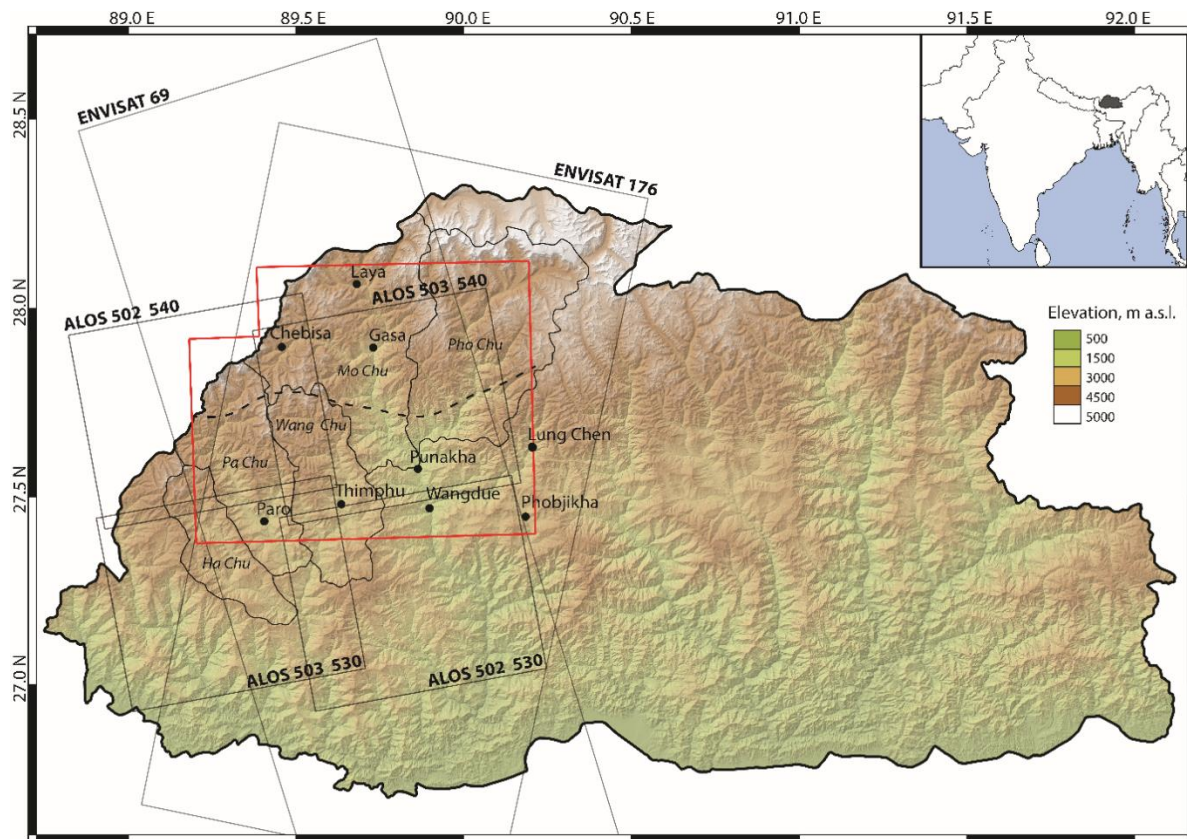 89.0 E
89.5 E
90.0 E
90.5 E
91.0 E
91.5 E
92.0 E
28.5 N
28.0 N
27.5 N
27.0 N
ENVISAT 69
ENVISAT 176
ALOS 502 540
ALOS 503 540
Laya
Chebisa
Gasa
Mo Chu
Pho Chu
Wang Chu
Pa Chu
Lung Chen
Punakha
Thimphu
Wangdue
Phobjikha
Paro
Ha Chu
ALOS 503 530
ALOS 502 530
Elevation, m a.s.l.
500
1500
3000
4500
5000